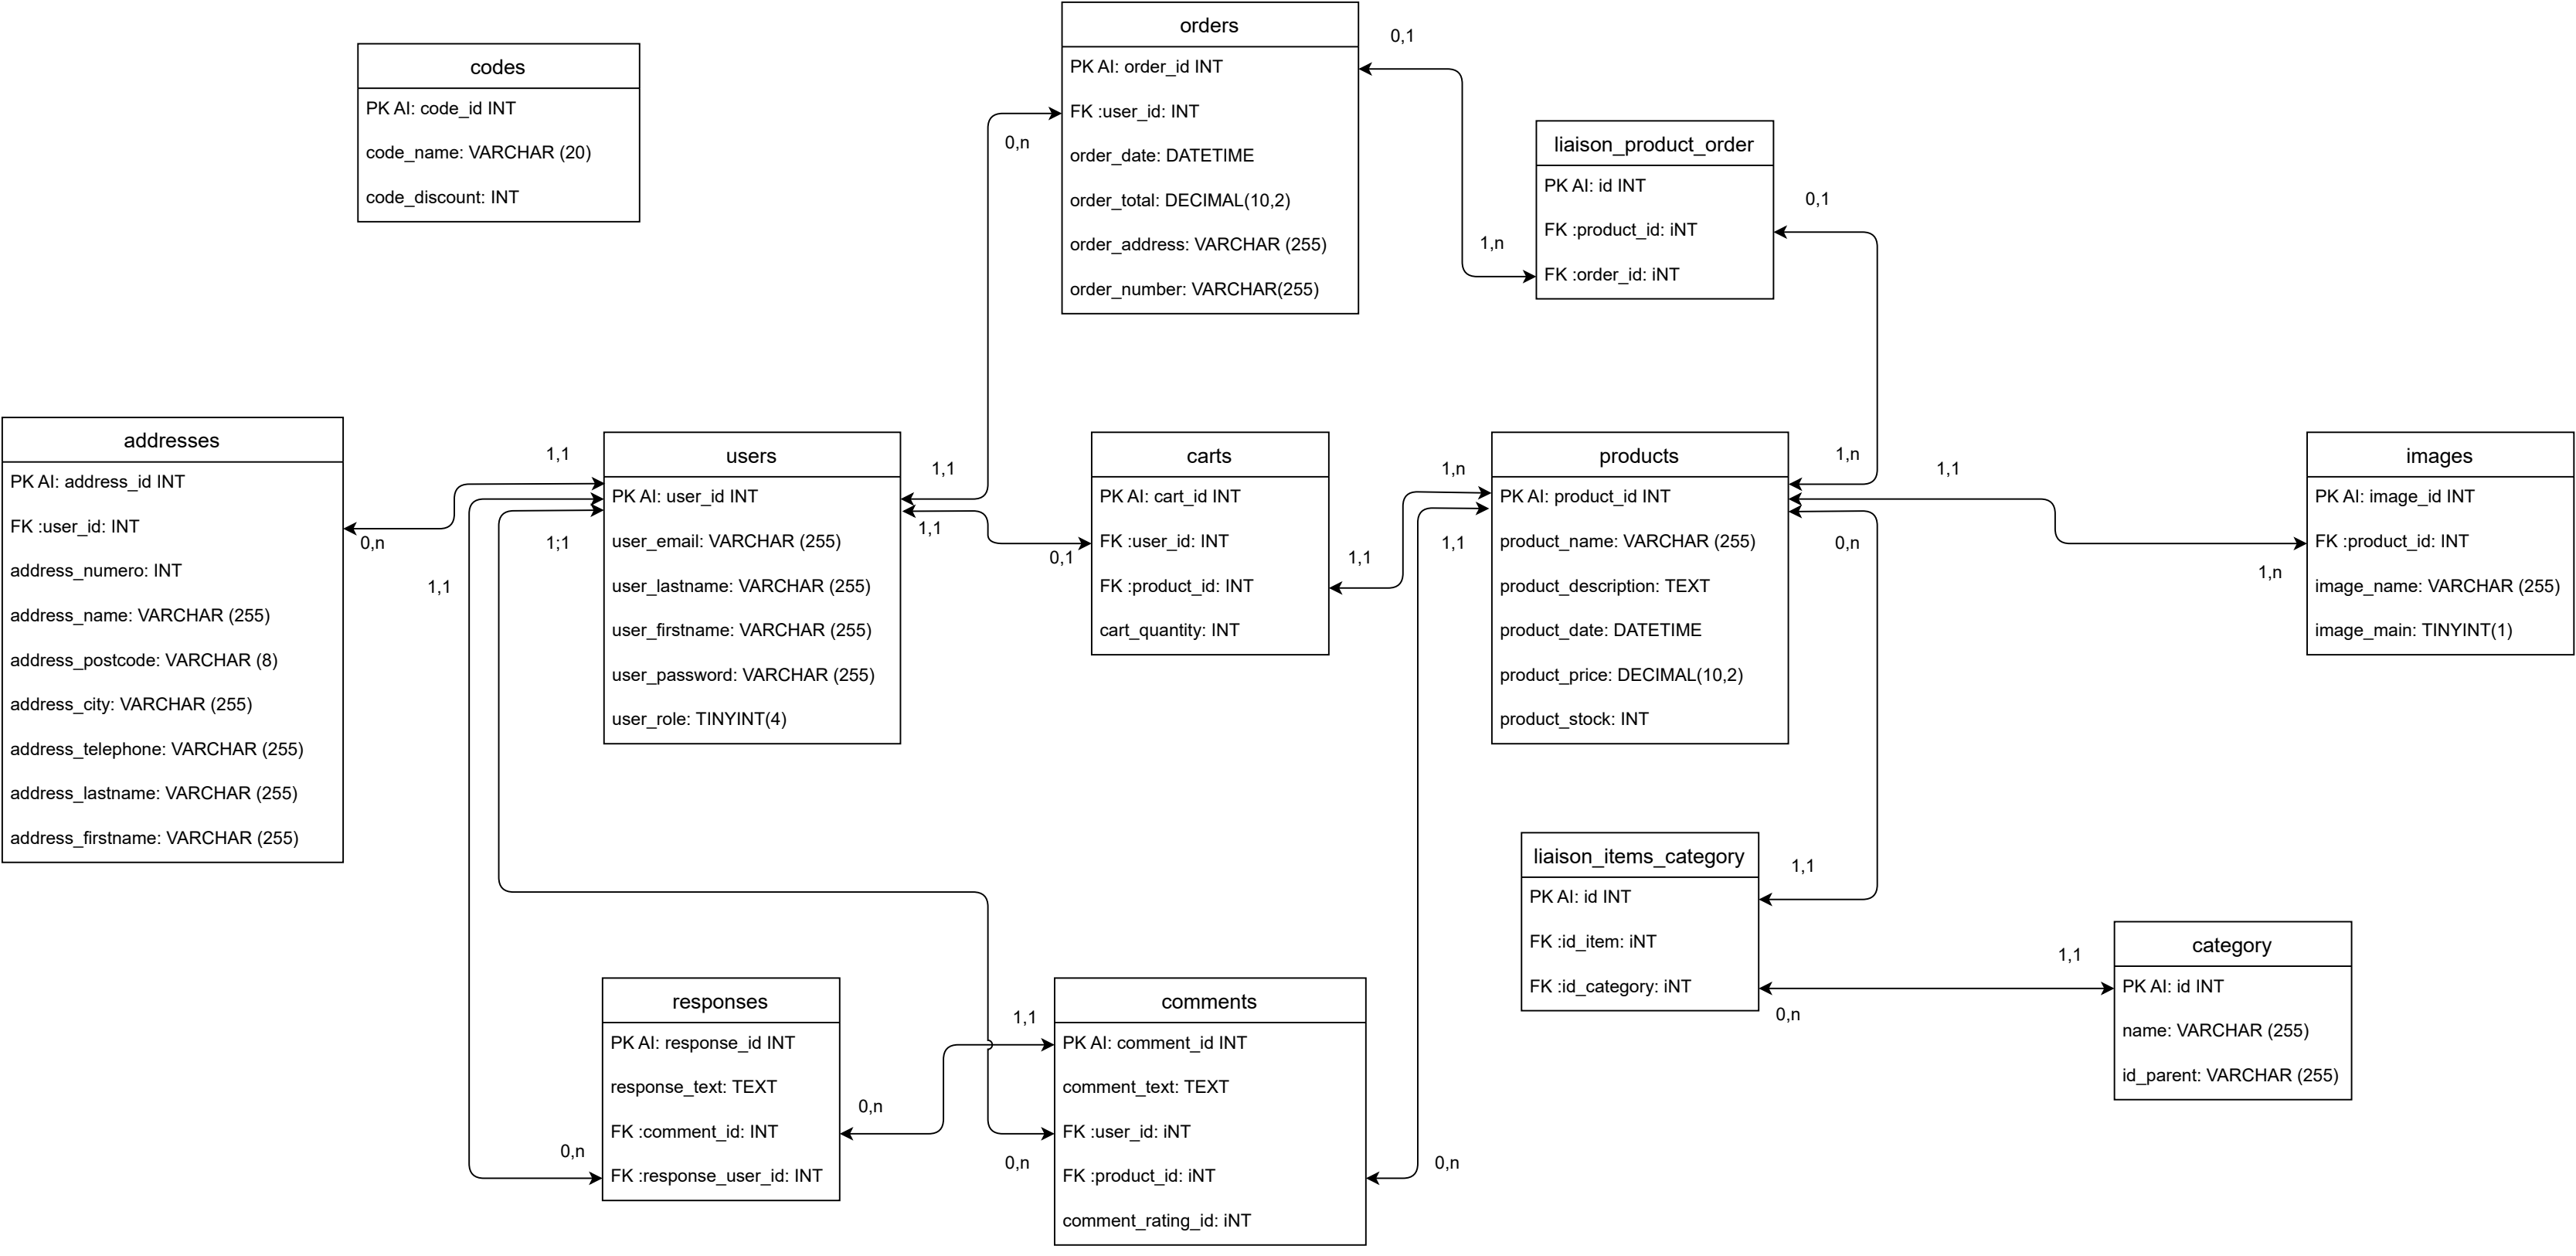 codes
PK AI: code_id INT
code_name: VARCHAR (20)
code_discount: INT
orders
PK AI: order_id INT
FK :user_id: INT
order_date: DATETIME
order_total: DECIMAL(10,2)
order_address: VARCHAR (255)
order_number: VARCHAR(255)
0,1
0,n
1,n
liaison_product_order
PK AI: id INT
FK :product_id: iNT
FK :order_id: iNT
0,1
addresses
PK AI: address_id INT
FK :user_id: INT
address_numero: INT
address_name: VARCHAR (255)
address_postcode: VARCHAR (8)
address_city: VARCHAR (255)
address_telephone: VARCHAR (255)
address_lastname: VARCHAR (255)
address_firstname: VARCHAR (255)
0,n
1,1
1;1
1,1
users
PK AI: user_id INT
user_email: VARCHAR (255)
user_lastname: VARCHAR (255)
user_firstname: VARCHAR (255)
user_password: VARCHAR (255)
user_role: TINYINT(4)
1,1
1,1
0,1
carts
PK AI: cart_id INT
FK :user_id: INT
FK :product_id: INT
cart_quantity: INT
1,1
1,n
1,1
products
PK AI: product_id INT
product_name: VARCHAR (255)
product_description: TEXT
product_date: DATETIME
product_price: DECIMAL(10,2)
product_stock: INT
1,n
0,n
1,1
1,n
images
PK AI: image_id INT
FK :product_id: INT
image_name: VARCHAR (255)
image_main: TINYINT(1)
liaison_items_category
PK AI: id INT
FK :id_item: iNT
FK :id_category: iNT
1,1
0,n
1,1
category
PK AI: id INT
name: VARCHAR (255)
id_parent: VARCHAR (255)
responses
PK AI: response_id INT
response_text: TEXT
FK :comment_id: INT
FK :response_user_id: INT
0,n
0,n
1,1
0,n
comments
PK AI: comment_id INT
comment_text: TEXT
FK :user_id: iNT
FK :product_id: iNT
comment_rating_id: iNT
0,n